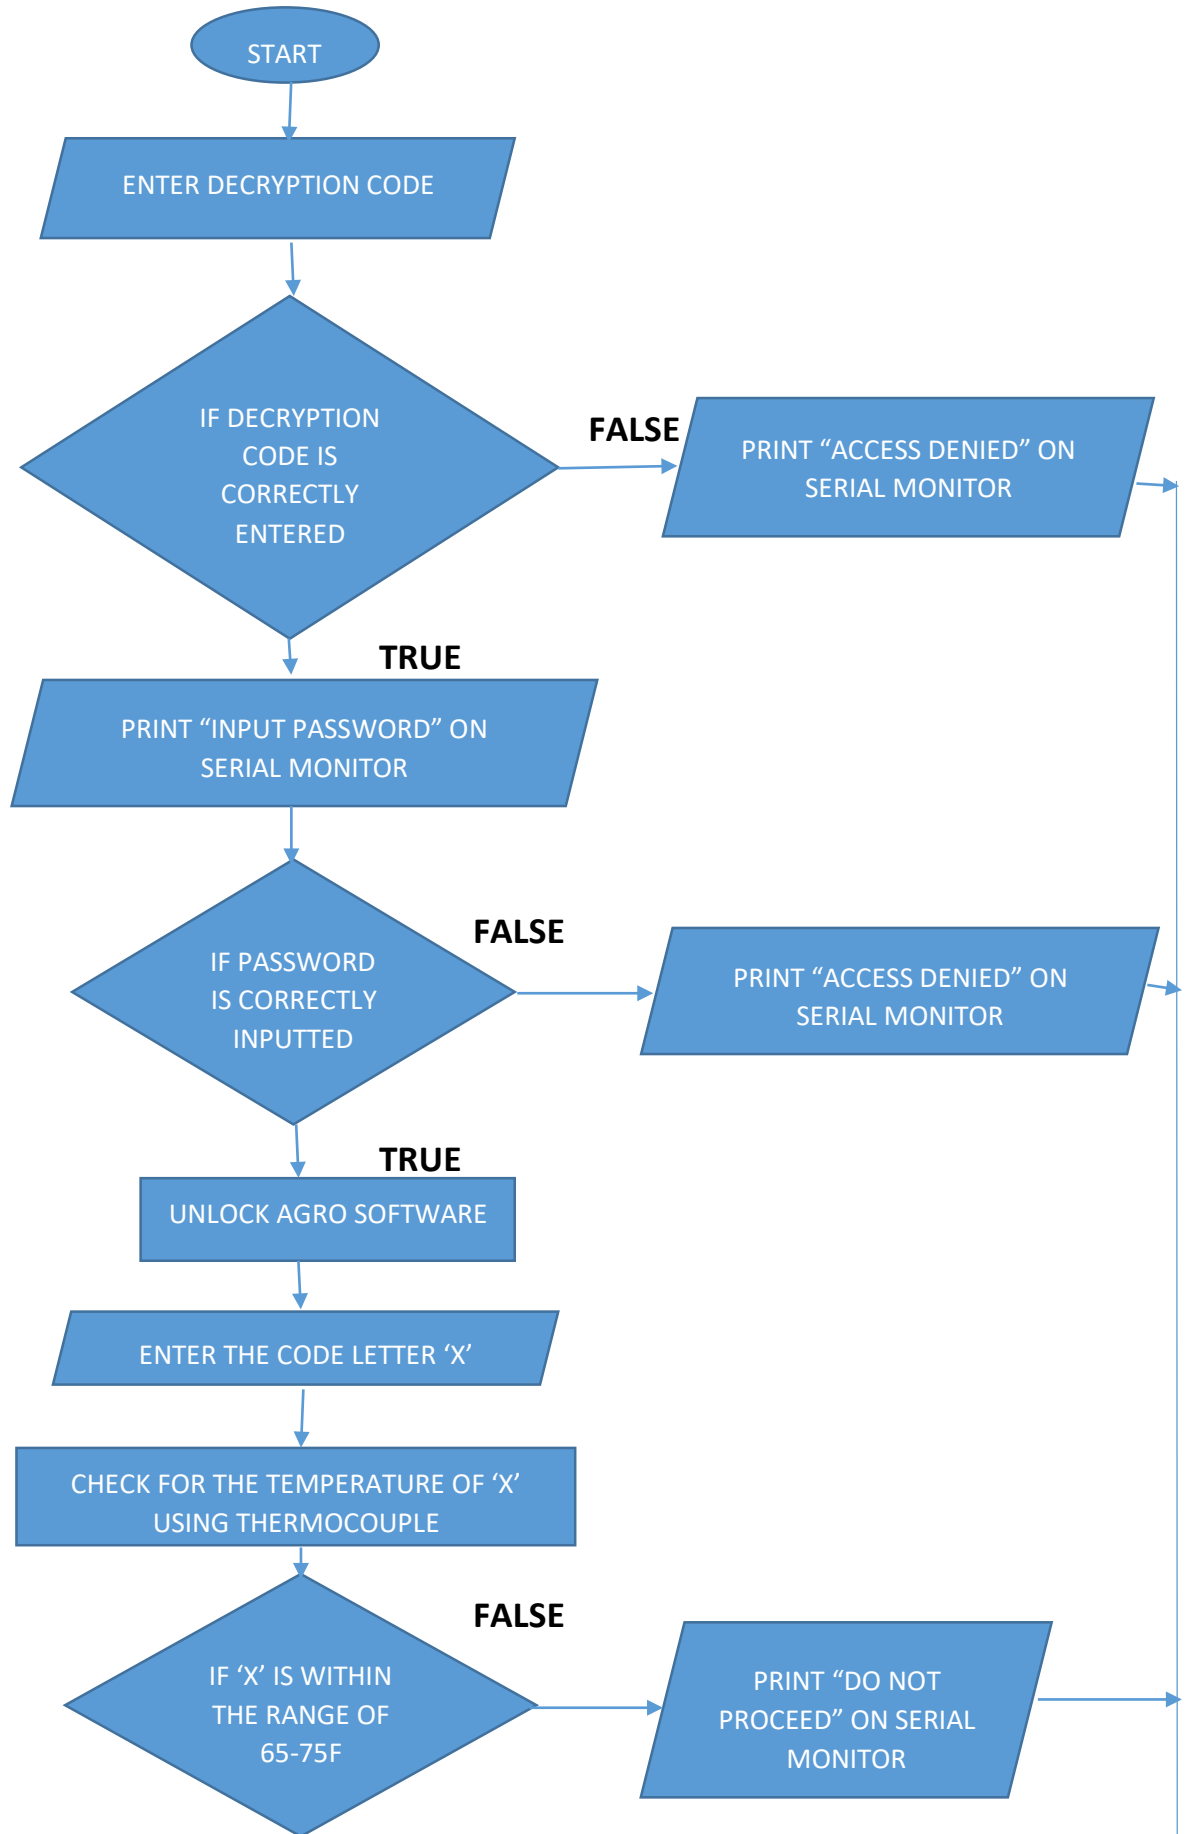 START
ENTER DECRYPTION CODE
IF DECRYPTION
CODE IS
CORRECTLY
ENTERED
FALSE
PRINT “ACCESS DENIED” ON
SERIAL MONITOR
TRUE
PRINT “INPUT PASSWORD” ON
SERIAL MONITOR
IF PASSWORD
IS CORRECTLY
INPUTTED
FALSE
PRINT “ACCESS DENIED” ON
SERIAL MONITOR
TRUE
UNLOCK AGRO SOFTWARE
ENTER THE CODE LETTER ‘X’
CHECK FOR THE TEMPERATURE OF ‘X’
USING THERMOCOUPLE
IF ‘X’ IS WITHIN
THE RANGE OF
65-75F
FALSE
PRINT “DO NOT
PROCEED” ON SERIAL
MONITOR